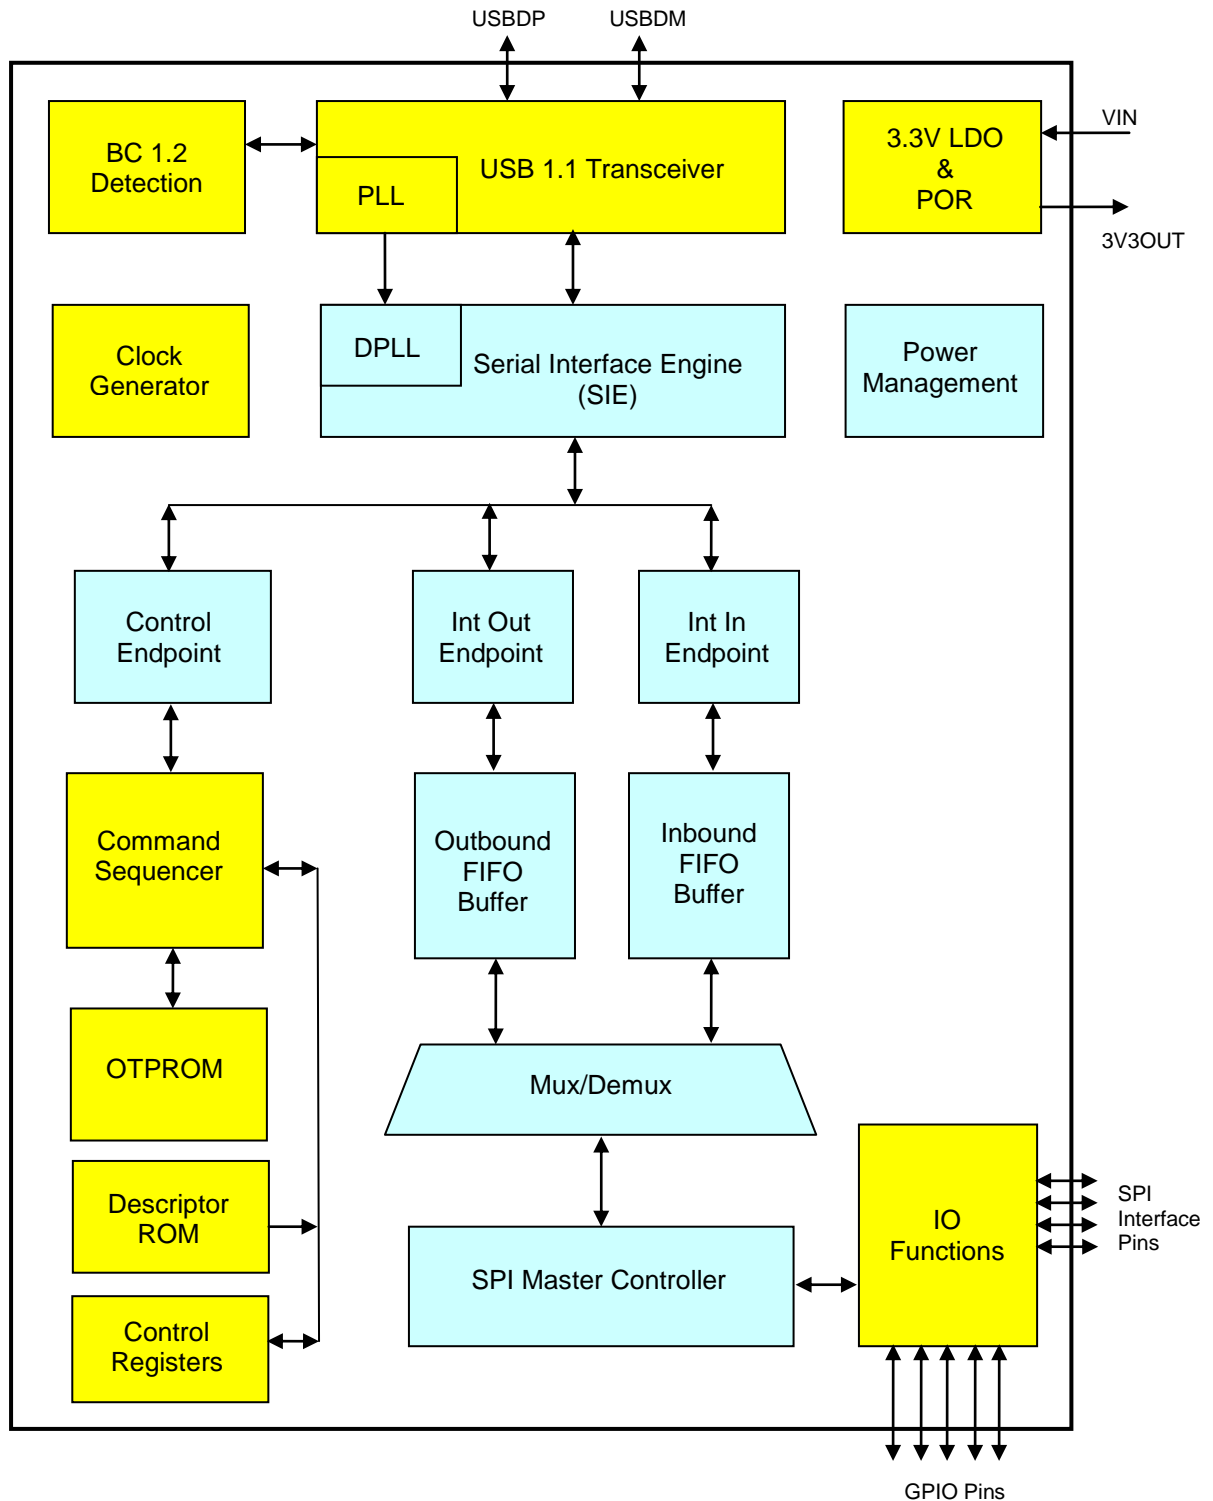 USBDP
USBDM
BC 1.2
Detection
USB 1.1 Transceiver
PLL
3.3V LDO
&
POR
VIN
3V3OUT
Clock
Generator
DPLL
Serial Interface Engine
(SIE)
Power
Management
Control
Endpoint
Int Out
Endpoint
Int In
Endpoint
Command
Sequencer
Outbound
FIFO
Buffer
Inbound
FIFO
Buffer
OTPROM
Mux/Demux
Descriptor
ROM
SPI Master Controller
IO
Functions
SPI
Interface
Pins
Control
Registers
GPIO Pins